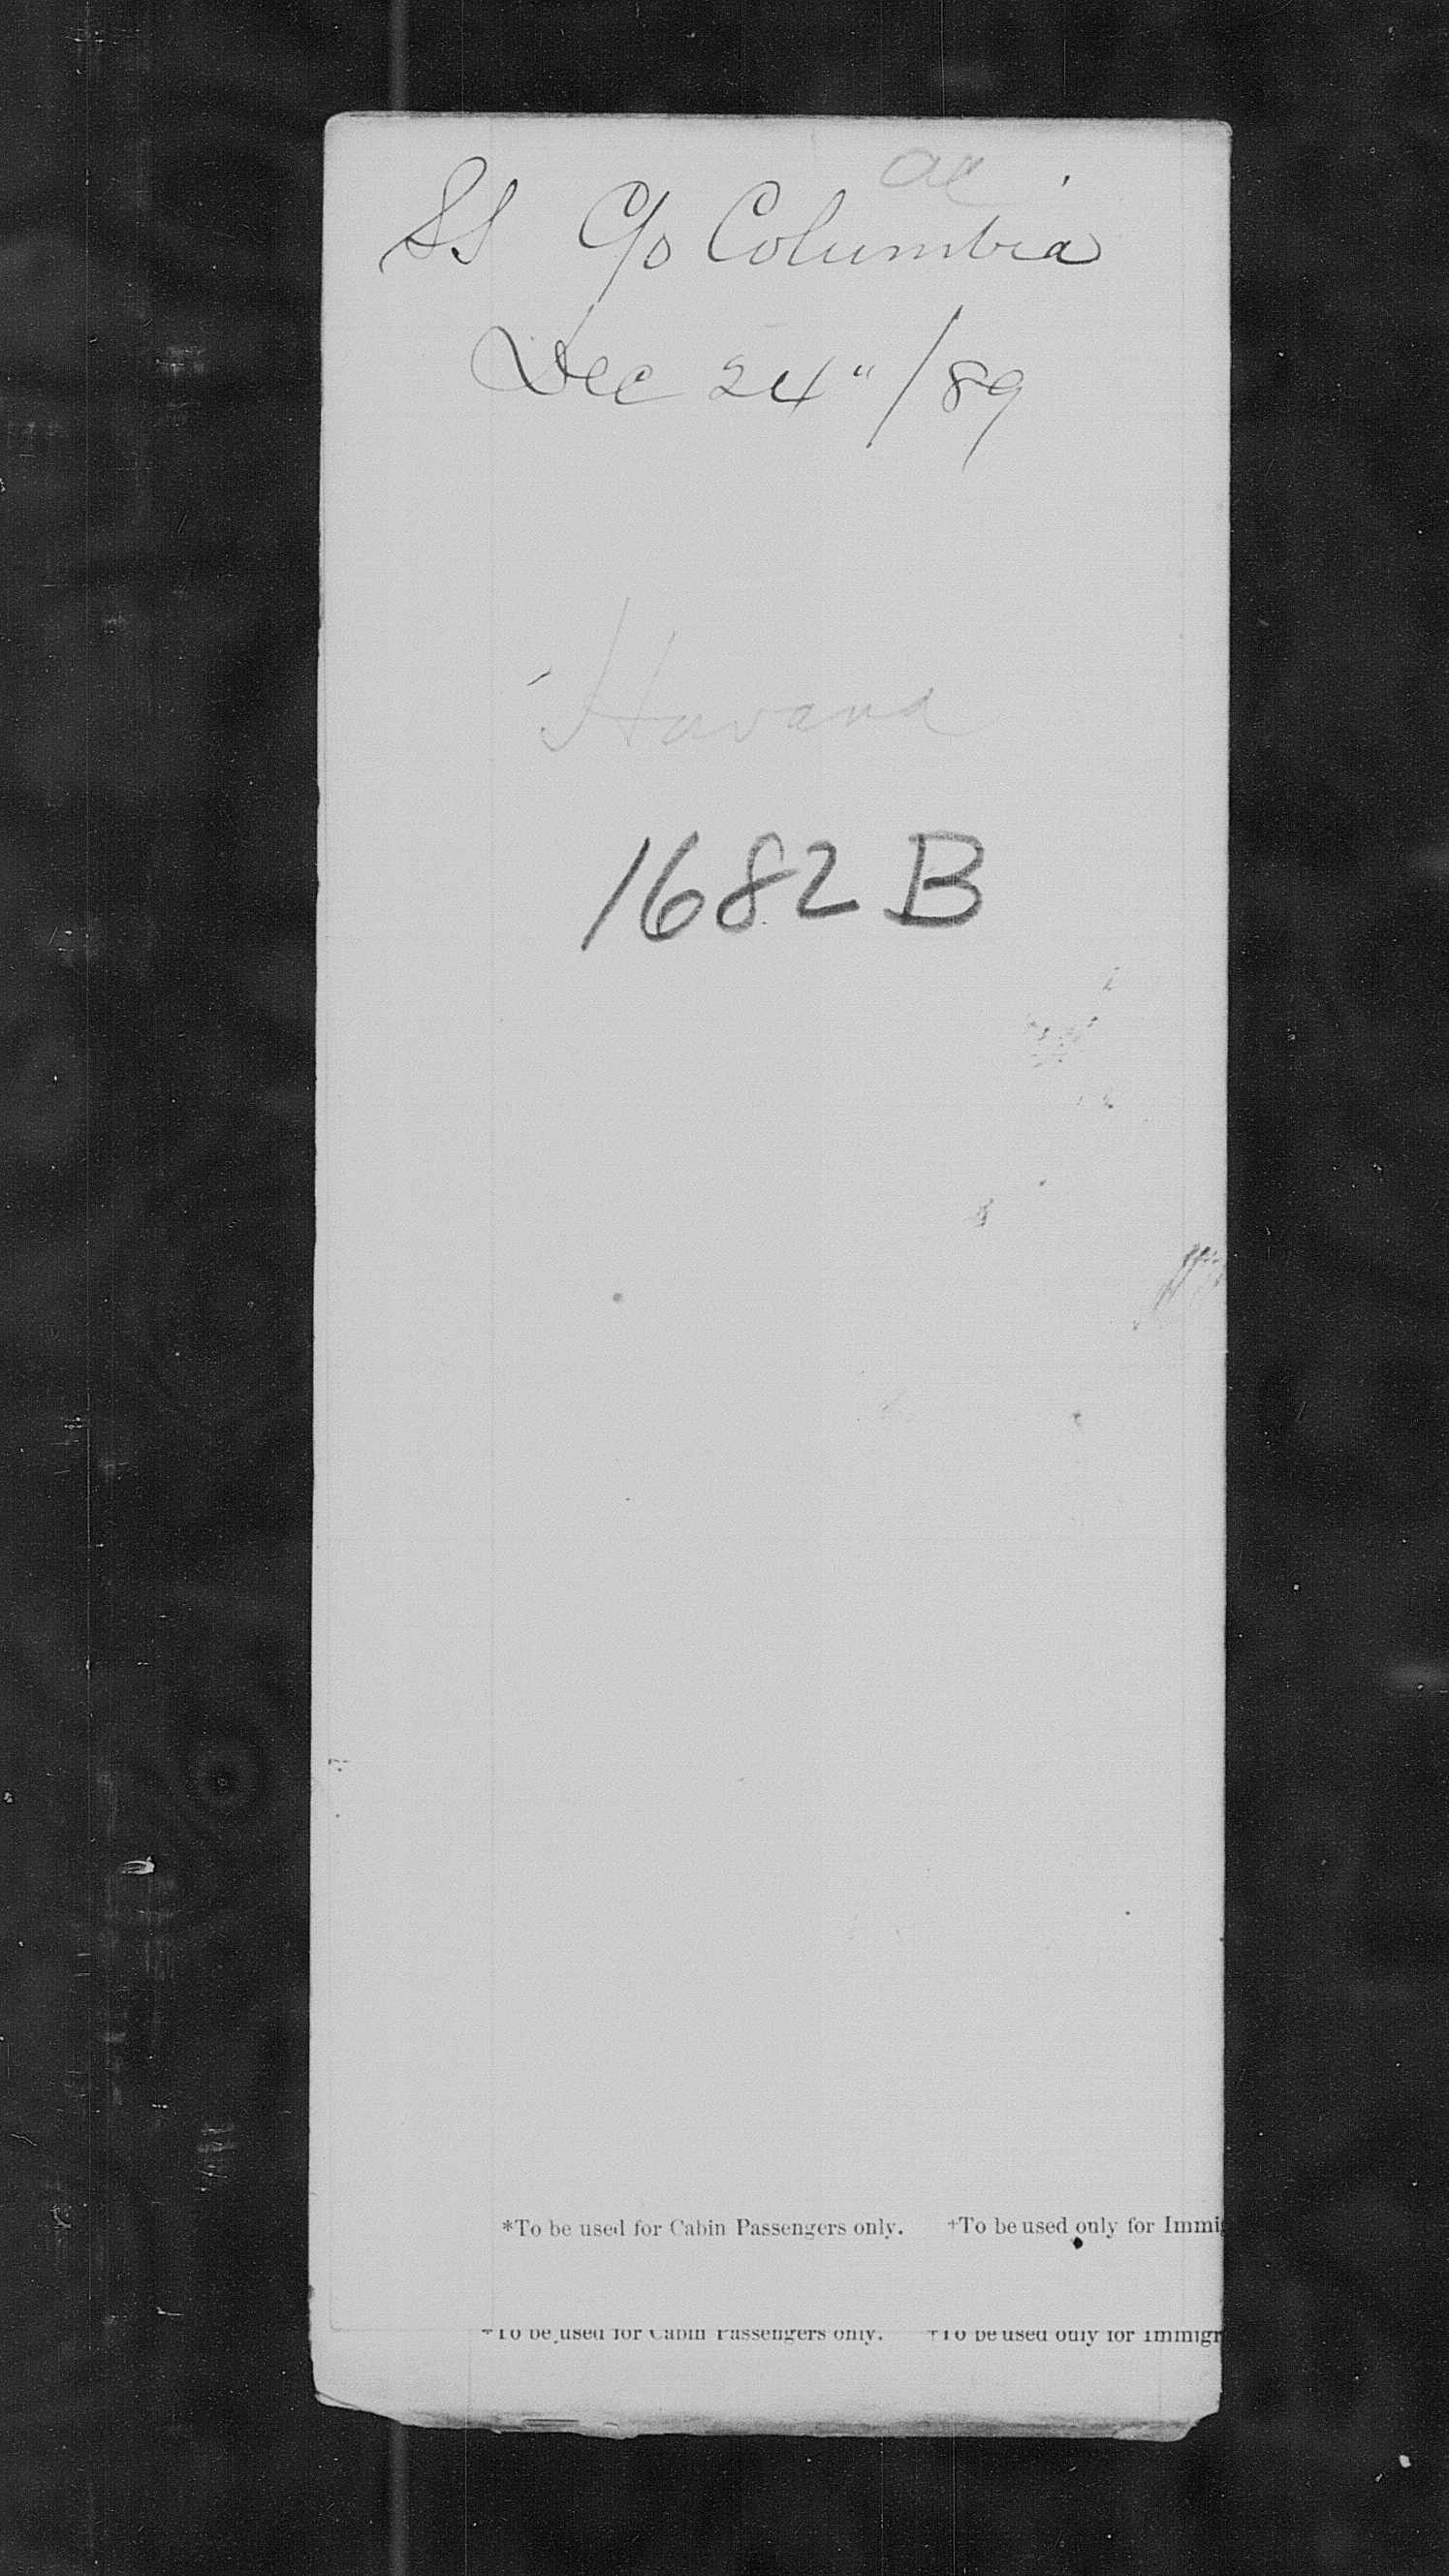 SS C/o Columbia
Dec 24"/89
Havana
1682 B
*To be used for Cabin Passengers only. †To be used only for Immig
*To be used for Cabin Passengers only. †To be used only for Immigr